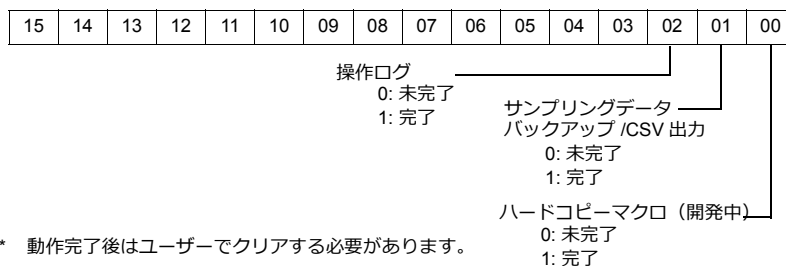 15 14 13 12 11 10 09 08 07 06 05 04 03 02 01 00
操作ログ
0: 未完了
1: 完了
サンプリングデータ
バックアップ /CSV 出力
0: 未完了
1: 完了
ハードコピーマクロ（開発中）
0: 未完了
1: 完了
* 動作完了後はユーザーでクリアする必要があります。